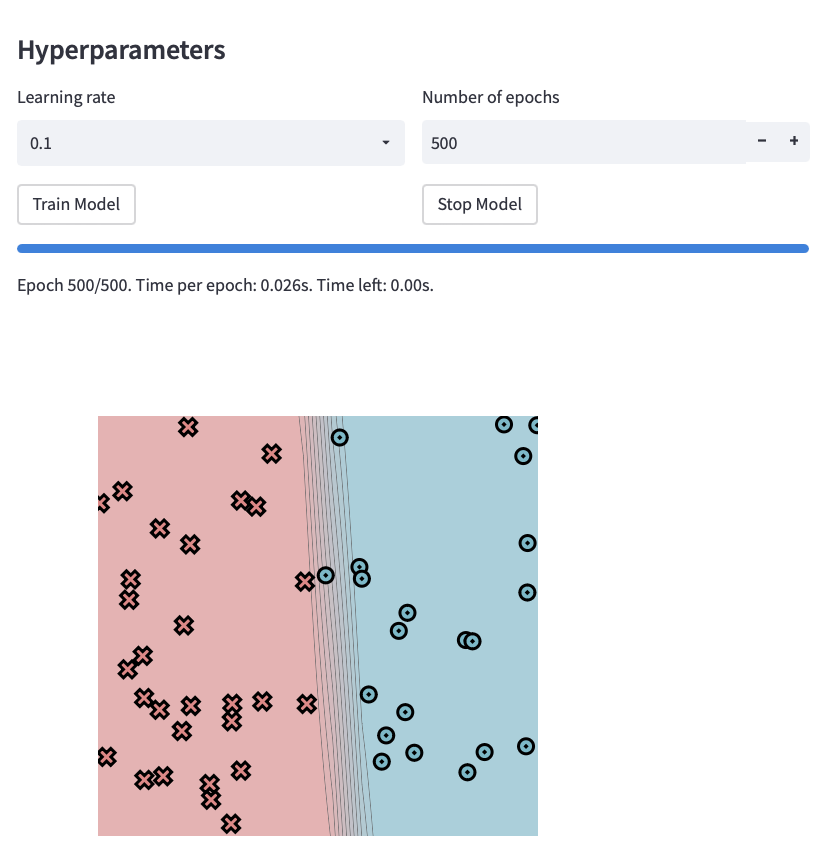 Hyperparameters
Learning rate
Number of epochs
0.1
500
− +
Train Model
Stop Model
Epoch 500/500. Time per epoch: 0.026s. Time left: 0.00s.